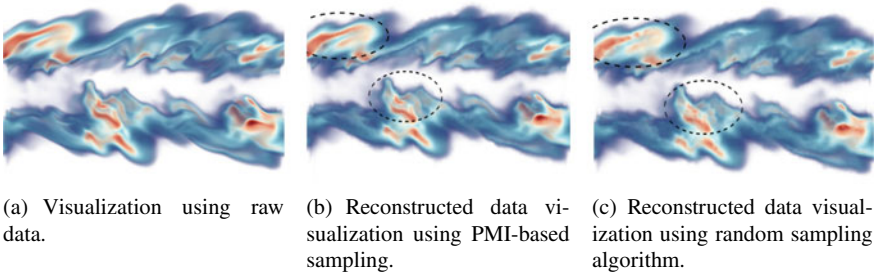 (a) Visualization using raw
data.
(b) Reconstructed data vi-
sualization using PMI-based
sampling.
(c) Reconstructed data visual-
ization using random sampling
algorithm.